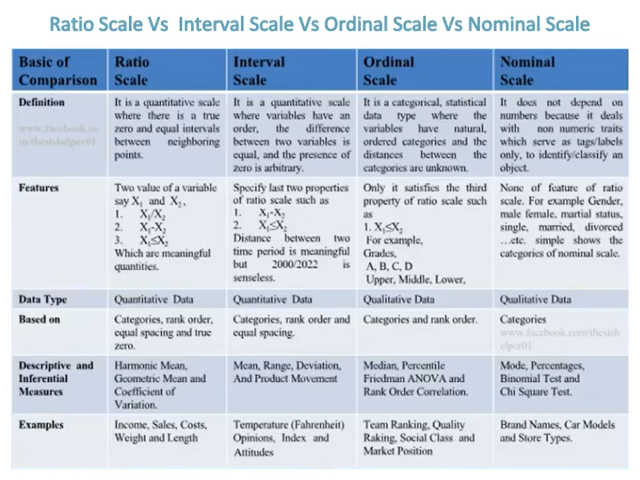 Ratio Scale Vs Interval Scale Vs Ordinal Scale Vs Nominal Scale
Basic of
Comparison
Ratio
Scale
Interval
Scale
Ordinal
Scale
Nominal
Scale
Definition
www.facebook.co
m/thesishelper01
It is a quantitative scale
where there is a true
zero and equal intervals
between neighboring
points.
It is a quantitative scale
where variables have an
order, the difference
between two variables is
equal, and the presence of
zero is arbitrary.
It is a categorical, statistical
data type where the
variables have natural,
ordered categories and the
distances between the
categories are unknown.
It does not depend on
numbers because it deals
with non numeric traits
which serve as tags/labels
only, to identify/classify an
object.
Features
Two value of a variable
say X₁ and X₂,
1. X₁/X₂
2. X₁-X₂
3. X₁≤X₂
Which are meaningful
quantities.
Specify last two properties
of ratio scale such as
1. X₁-X₂
2. X₁≤X₂
Distance between two
time period is meaningful
but 2000/2022 is
senseless.
Only it satisfies the third
property of ratio scale such
as
1. X₁≤X₂
For example,
Grades,
A, B, C, D
Upper, Middle, Lower,
None of feature of ratio
scale. For example Gender,
male female, martial status,
single, married, divorced
...etc. simple shows the
categories of nominal scale.
Data Type
Quantitative Data
Quantitative Data
Qualitative Data
Qualitative Data
Based on
Categories, rank order,
equal spacing and true
zero.
Categories, rank order and
equal spacing.
Categories and rank order.
Categories
www.facebook.com/thesish
elper01
Descriptive and
Inferential
Measures
Harmonic Mean,
Geometric Mean and
Coefficient of
Variation.
Mean, Range, Deviation,
And Product Movement
Median, Percentile
Friedman ANOVA and
Rank Order Correlation.
Mode, Percentages,
Binomial Test and
Chi Square Test.
Examples
Income, Sales, Costs,
Weight and Length
Temperature (Fahrenheit)
Opinions, Index and
Attitudes
Team Ranking, Quality
Raking, Social Class and
Market Position
Brand Names, Car Models
and Store Types.